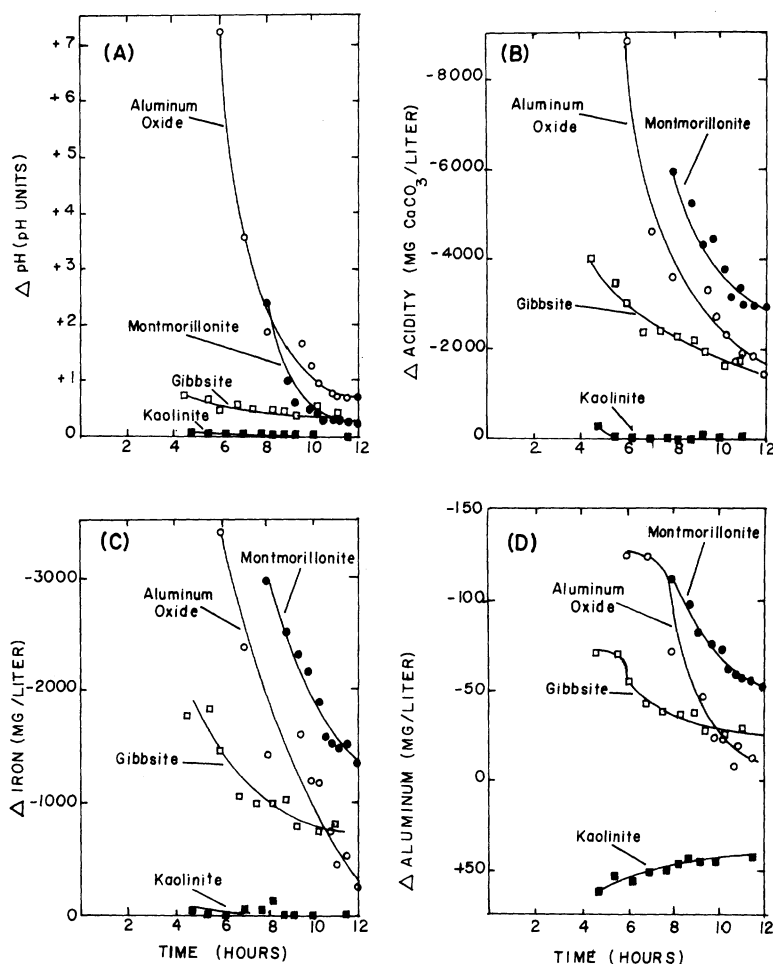 (A)
+7
+6
+5
+4
+3
+2
+1
0
Δ pH (pH UNITS)
Aluminum
Oxide
Montmorillonite
Gibbsite
Kaolinite
2 4 6 8 10 12
(B)
-8000
-6000
-4000
-2000
0
Δ ACIDITY (MG CaCO3/LITER)
Aluminum
Oxide
Montmorillonite
Gibbsite
Kaolinite
2 4 6 8 10 12
(C)
-3000
-2000
-1000
0
Δ IRON (MG/LITER)
Montmorillonite
Aluminum
Oxide
Gibbsite
Kaolinite
2 4 6 8 10 12
TIME (HOURS)
(D)
-150
-100
-50
0
+50
Δ ALUMINUM (MG/LITER)
Montmorillonite
Aluminum
Oxide
Gibbsite
Kaolinite
2 4 6 8 10 12
TIME (HOURS)